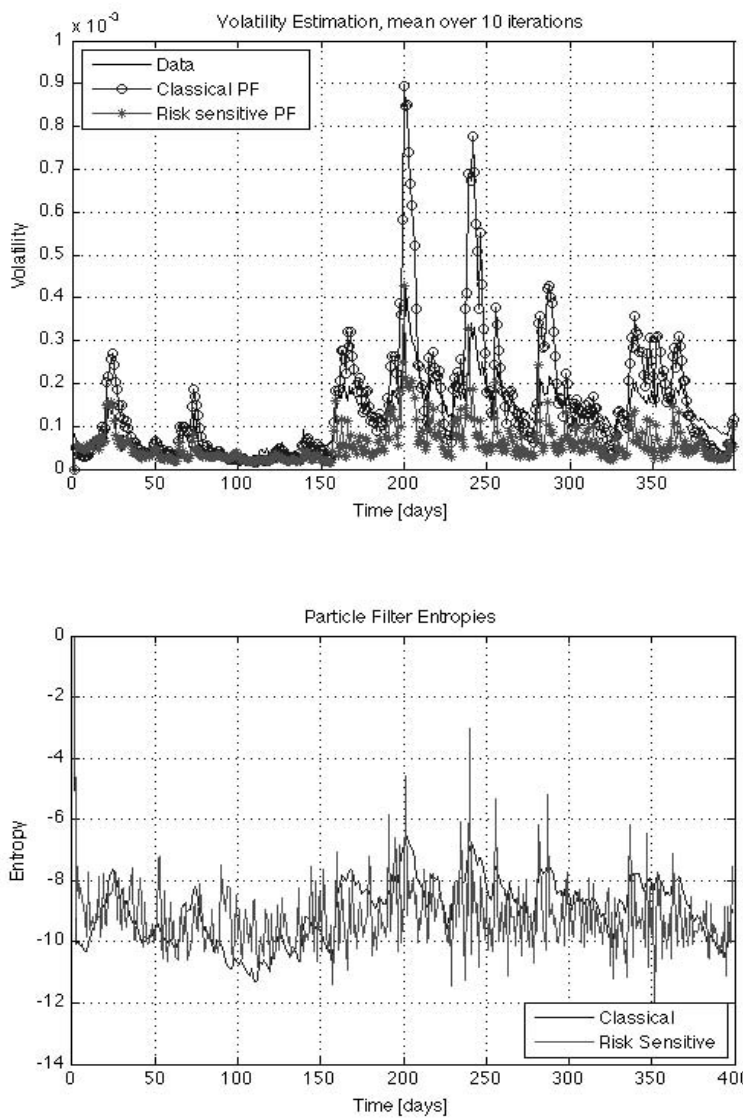 Volatility Estimation, mean over 10 iterations
x 10^-3
1
0.9
0.8
0.7
0.6
0.5
0.4
0.3
0.2
0.1
0
Volatility
Data
Classical PF
Risk sensitive PF
0 50 100 150 200 250 300 350
Time [days]
Particle Filter Entropies
0
-2
-4
-6
-8
-10
-12
-14
Entropy
Classical
Risk Sensitive
0 50 100 150 200 250 300 350 400
Time [days]